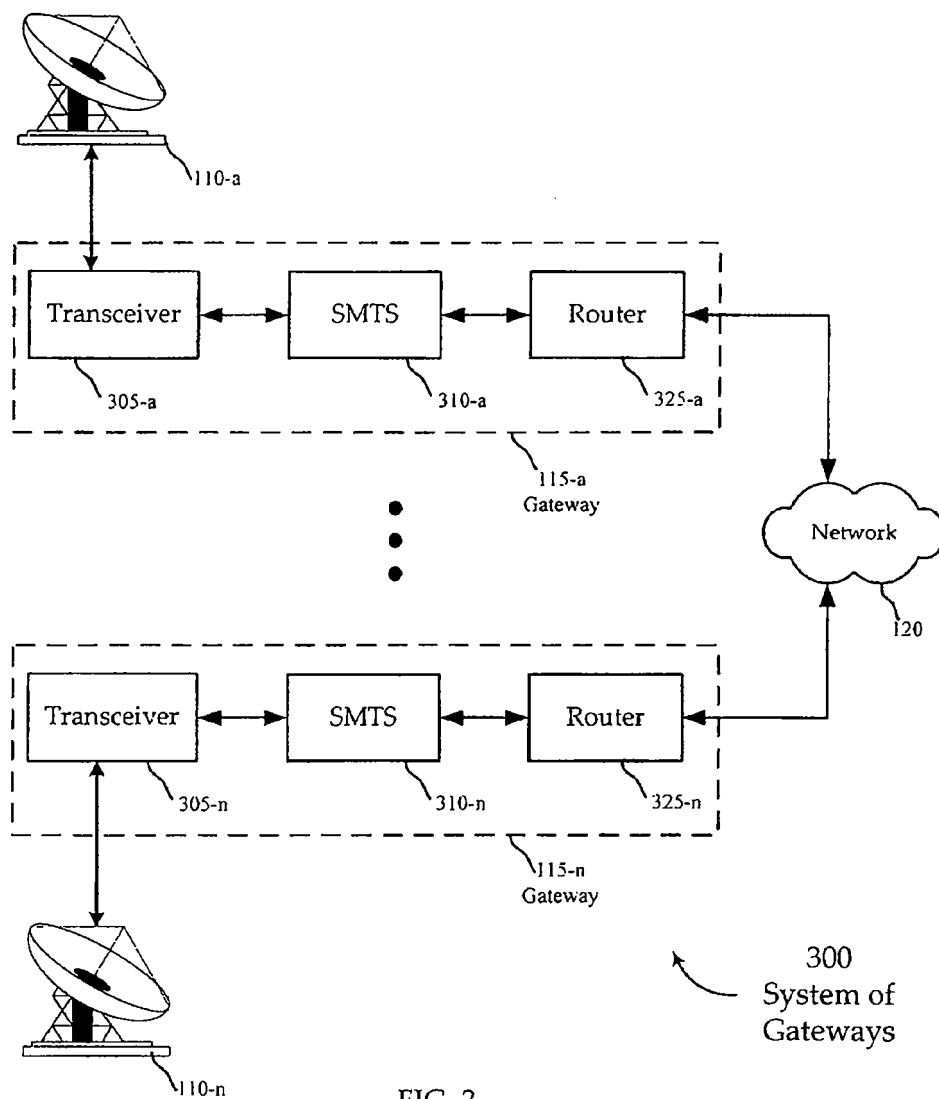 110-a
Transceiver
SMTS
Router
305-a
310-a
325-a
115-a
Gateway
Network
120
Transceiver
SMTS
Router
305-n
310-n
325-n
115-n
Gateway
300
System of
Gateways
110-n